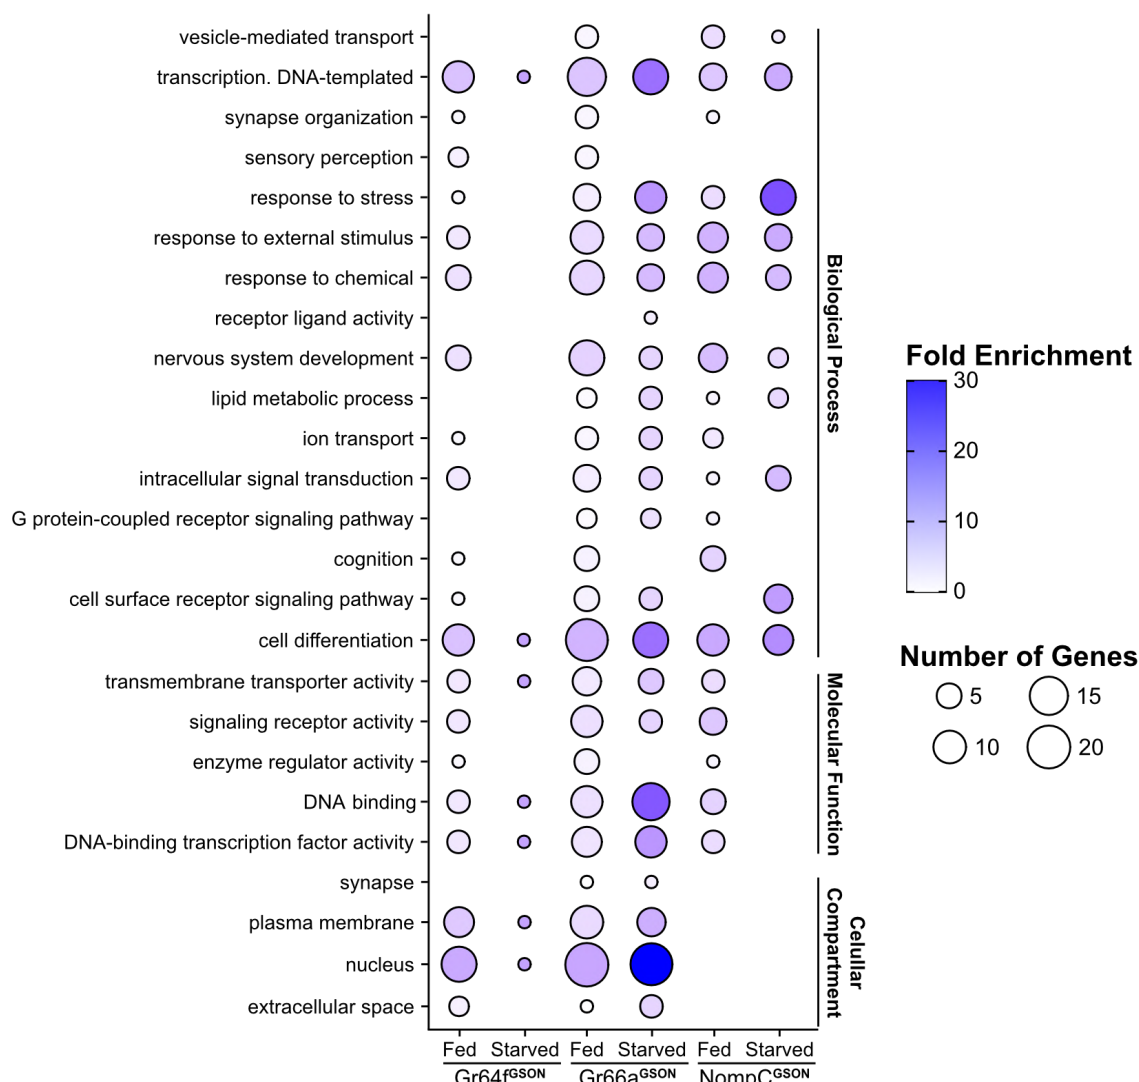 vesicle-mediated transport
transcription. DNA-templated
synapse organization
sensory perception
response to stress
response to external stimulus
response to chemical
receptor ligand activity
nervous system development
lipid metabolic process
ion transport
intracellular signal transduction
G protein-coupled receptor signaling pathway
cognition
cell surface receptor signaling pathway
cell differentiation
transmembrane transporter activity
signaling receptor activity
enzyme regulator activity
DNA binding
DNA-binding transcription factor activity
synapse
plasma membrane
nucleus
extracellular space
Fed Starved Fed Starved Fed Starved
Gr64fGSON Gr66aGSON NompCGSON
Biological Process
Molecular Function
Celullar
Compartment
Fold Enrichment
30
20
10
0
Number of Genes
5 15
10 20